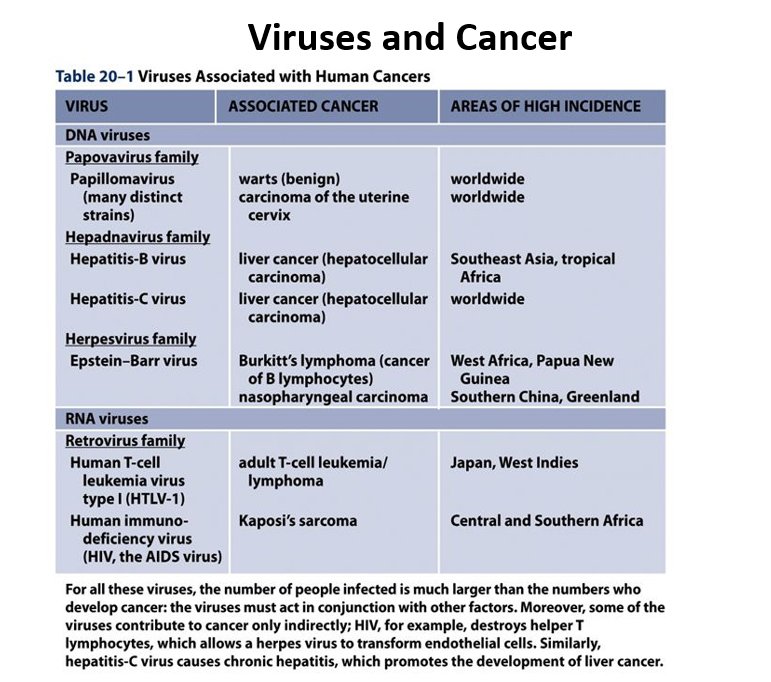 Viruses and Cancer
Table 20–1 Viruses Associated with Human Cancers
VIRUS ASSOCIATED CANCER AREAS OF HIGH INCIDENCE
DNA viruses
Papovavirus family
Papillomavirus warts (benign) worldwide
(many distinct carcinoma of the uterine worldwide
strains) cervix
Hepadnavirus family
Hepatitis-B virus liver cancer (hepatocellular Southeast Asia, tropical
carcinoma) Africa
Hepatitis-C virus liver cancer (hepatocellular worldwide
carcinoma)
Herpesvirus family
Epstein–Barr virus Burkitt's lymphoma (cancer West Africa, Papua New
of B lymphocytes) Guinea
nasopharyngeal carcinoma Southern China, Greenland
RNA viruses
Retrovirus family
Human T-cell adult T-cell leukemia/ Japan, West Indies
leukemia virus lymphoma
type I (HTLV-1)
Human immuno- Kaposi's sarcoma Central and Southern Africa
deficiency virus
(HIV, the AIDS virus)
For all these viruses, the number of people infected is much larger than the numbers who
develop cancer: the viruses must act in conjunction with other factors. Moreover, some of the
viruses contribute to cancer only indirectly; HIV, for example, destroys helper T
lymphocytes, which allows a herpes virus to transform endothelial cells. Similarly,
hepatitis-C virus causes chronic hepatitis, which promotes the development of liver cancer.